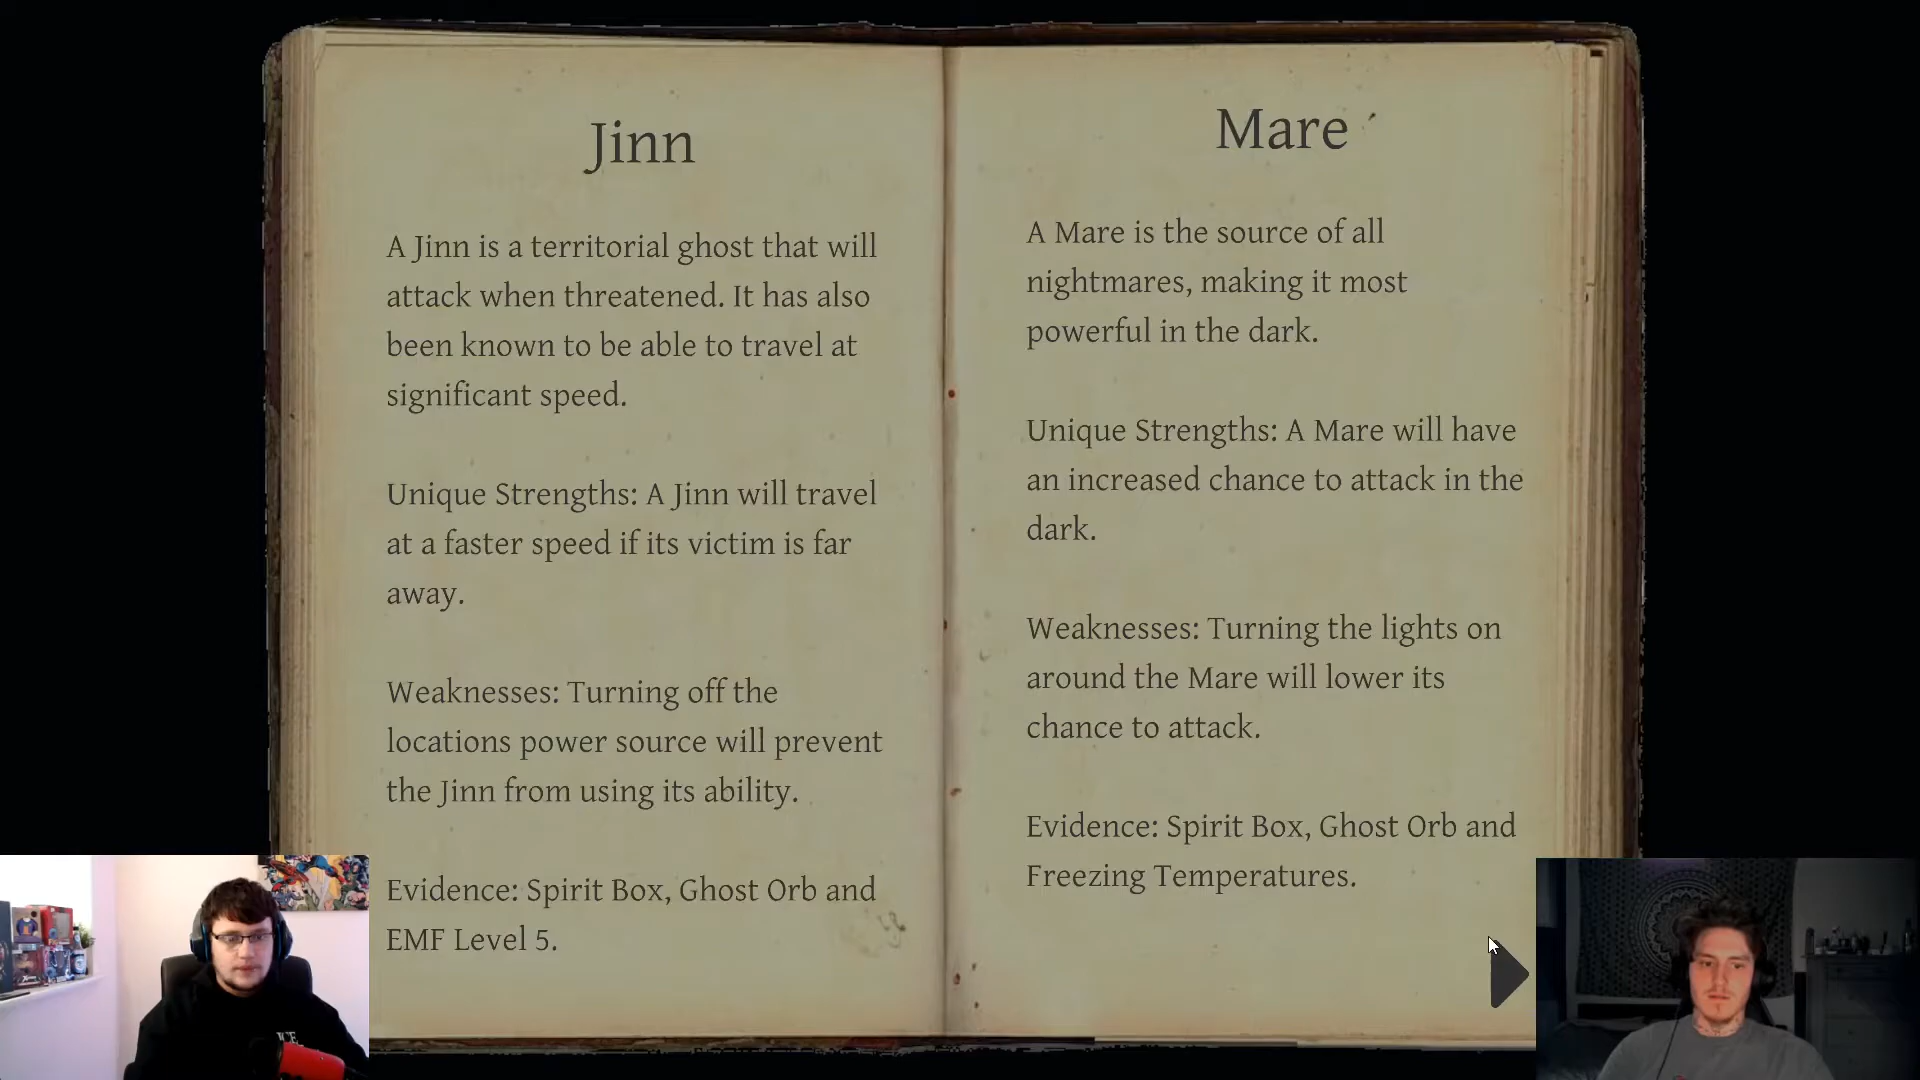 Jinn
A Jinn is a territorial ghost that will
attack when threatened. It has also
been known to be able to travel at
significant speed.
Unique Strengths: A Jinn will travel
at a faster speed if its victim is far
away.
Weaknesses: Turning off the
locations power source will prevent
the Jinn from using its ability.
Evidence: Spirit Box, Ghost Orb and
EMF Level 5.
Mare
A Mare is the source of all
nightmares, making it most
powerful in the dark.
Unique Strengths: A Mare will have
an increased chance to attack in the
dark.
Weaknesses: Turning the lights on
around the Mare will lower its
chance to attack.
Evidence: Spirit Box, Ghost Orb and
Freezing Temperatures.